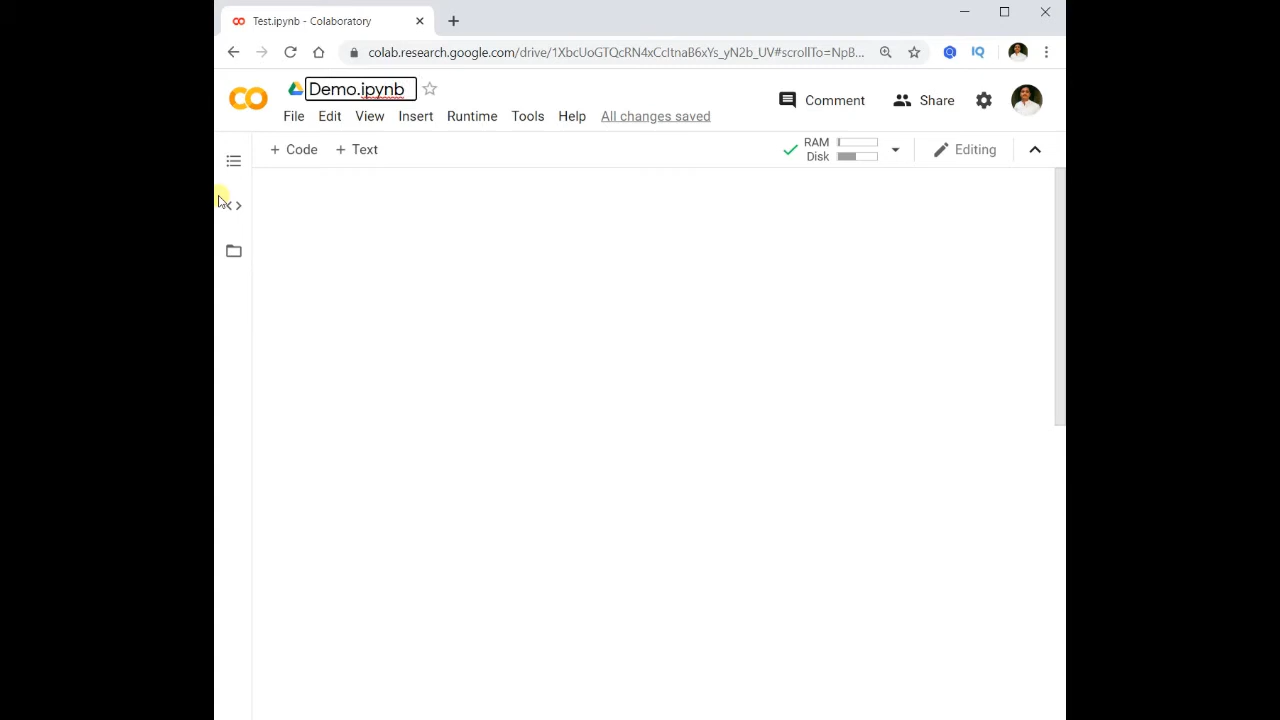 Test.ipynb - Colaboratory
colab.research.google.com/drive/1XbcUoGTQcRN4xCcltnaB6xYs_yN2b_UV#scrollTo=NpB...
Demo.ipynb
Comment
Share
File Edit View Insert Runtime Tools Help All changes saved
+ Code + Text
RAM
Disk
Editing